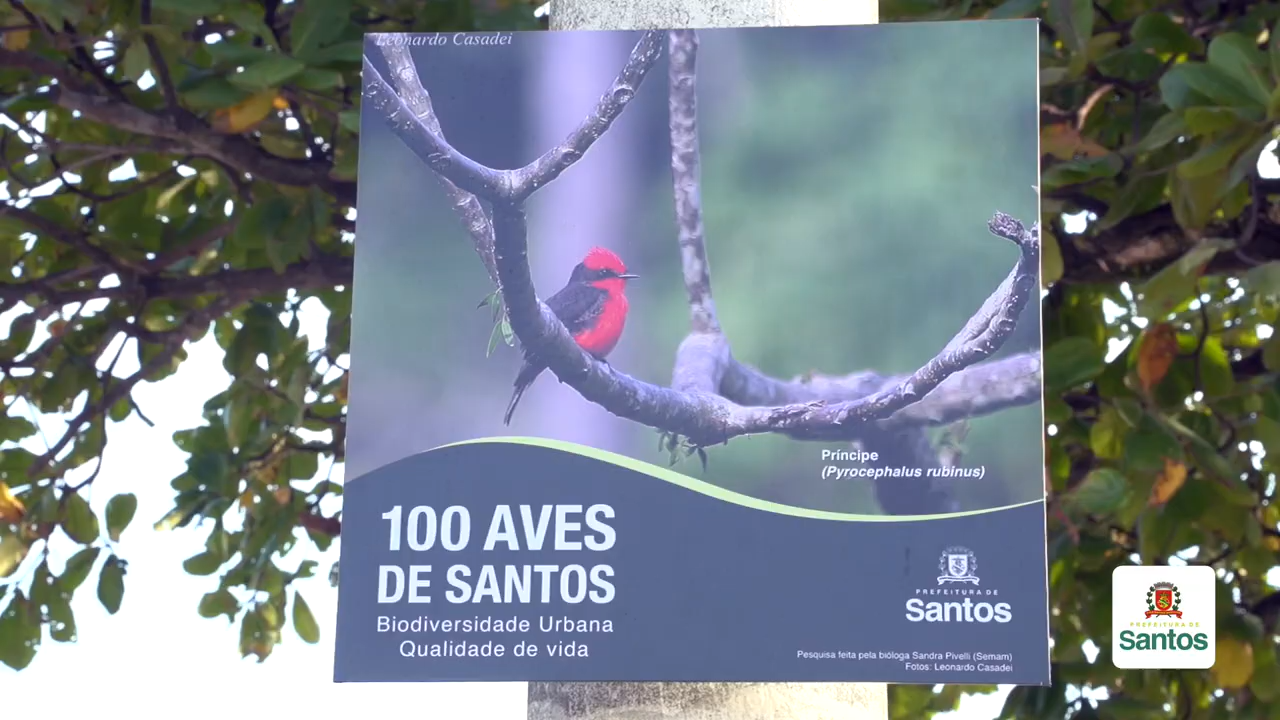 Leonardo Casadei
Príncipe
(Pyrocephalus rubinus)
100 AVES
DE SANTOS
Biodiversidade Urbana
Qualidade de vida
PREFEITURA DE
Santos
Pesquisa feita pela bióloga Sandra Pivelli (Semam)
Fotos: Leonardo Casadei
PREFEITURA DE
Santos